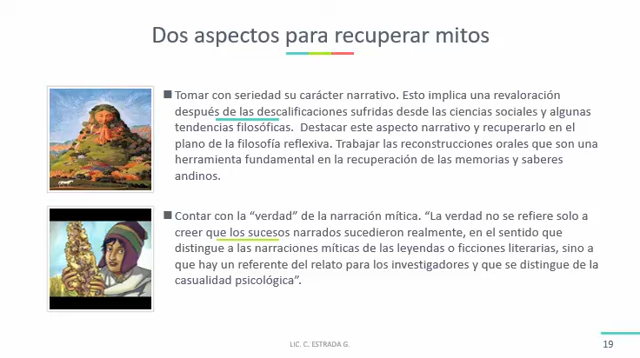 Dos aspectos para recuperar mitos
Tomar con seriedad su carácter narrativo. Esto implica una revaloración
después de las descalificaciones sufridas desde las ciencias sociales y algunas
tendencias filosóficas. Destacar este aspecto narrativo y recuperarlo en el
plano de la filosofía reflexiva. Trabajar las reconstrucciones orales que son una
herramienta fundamental en la recuperación de las memorias y saberes
andinos.
Contar con la “verdad” de la narración mítica. “La verdad no se refiere solo a
creer que los sucesos narrados sucedieron realmente, en el sentido que
distingue a las narraciones míticas de las leyendas o ficciones literarias, sino a
que hay un referente del relato para los investigadores y que se distingue de la
casualidad psicológica”.
LIC. C. ESTRADA G.
19